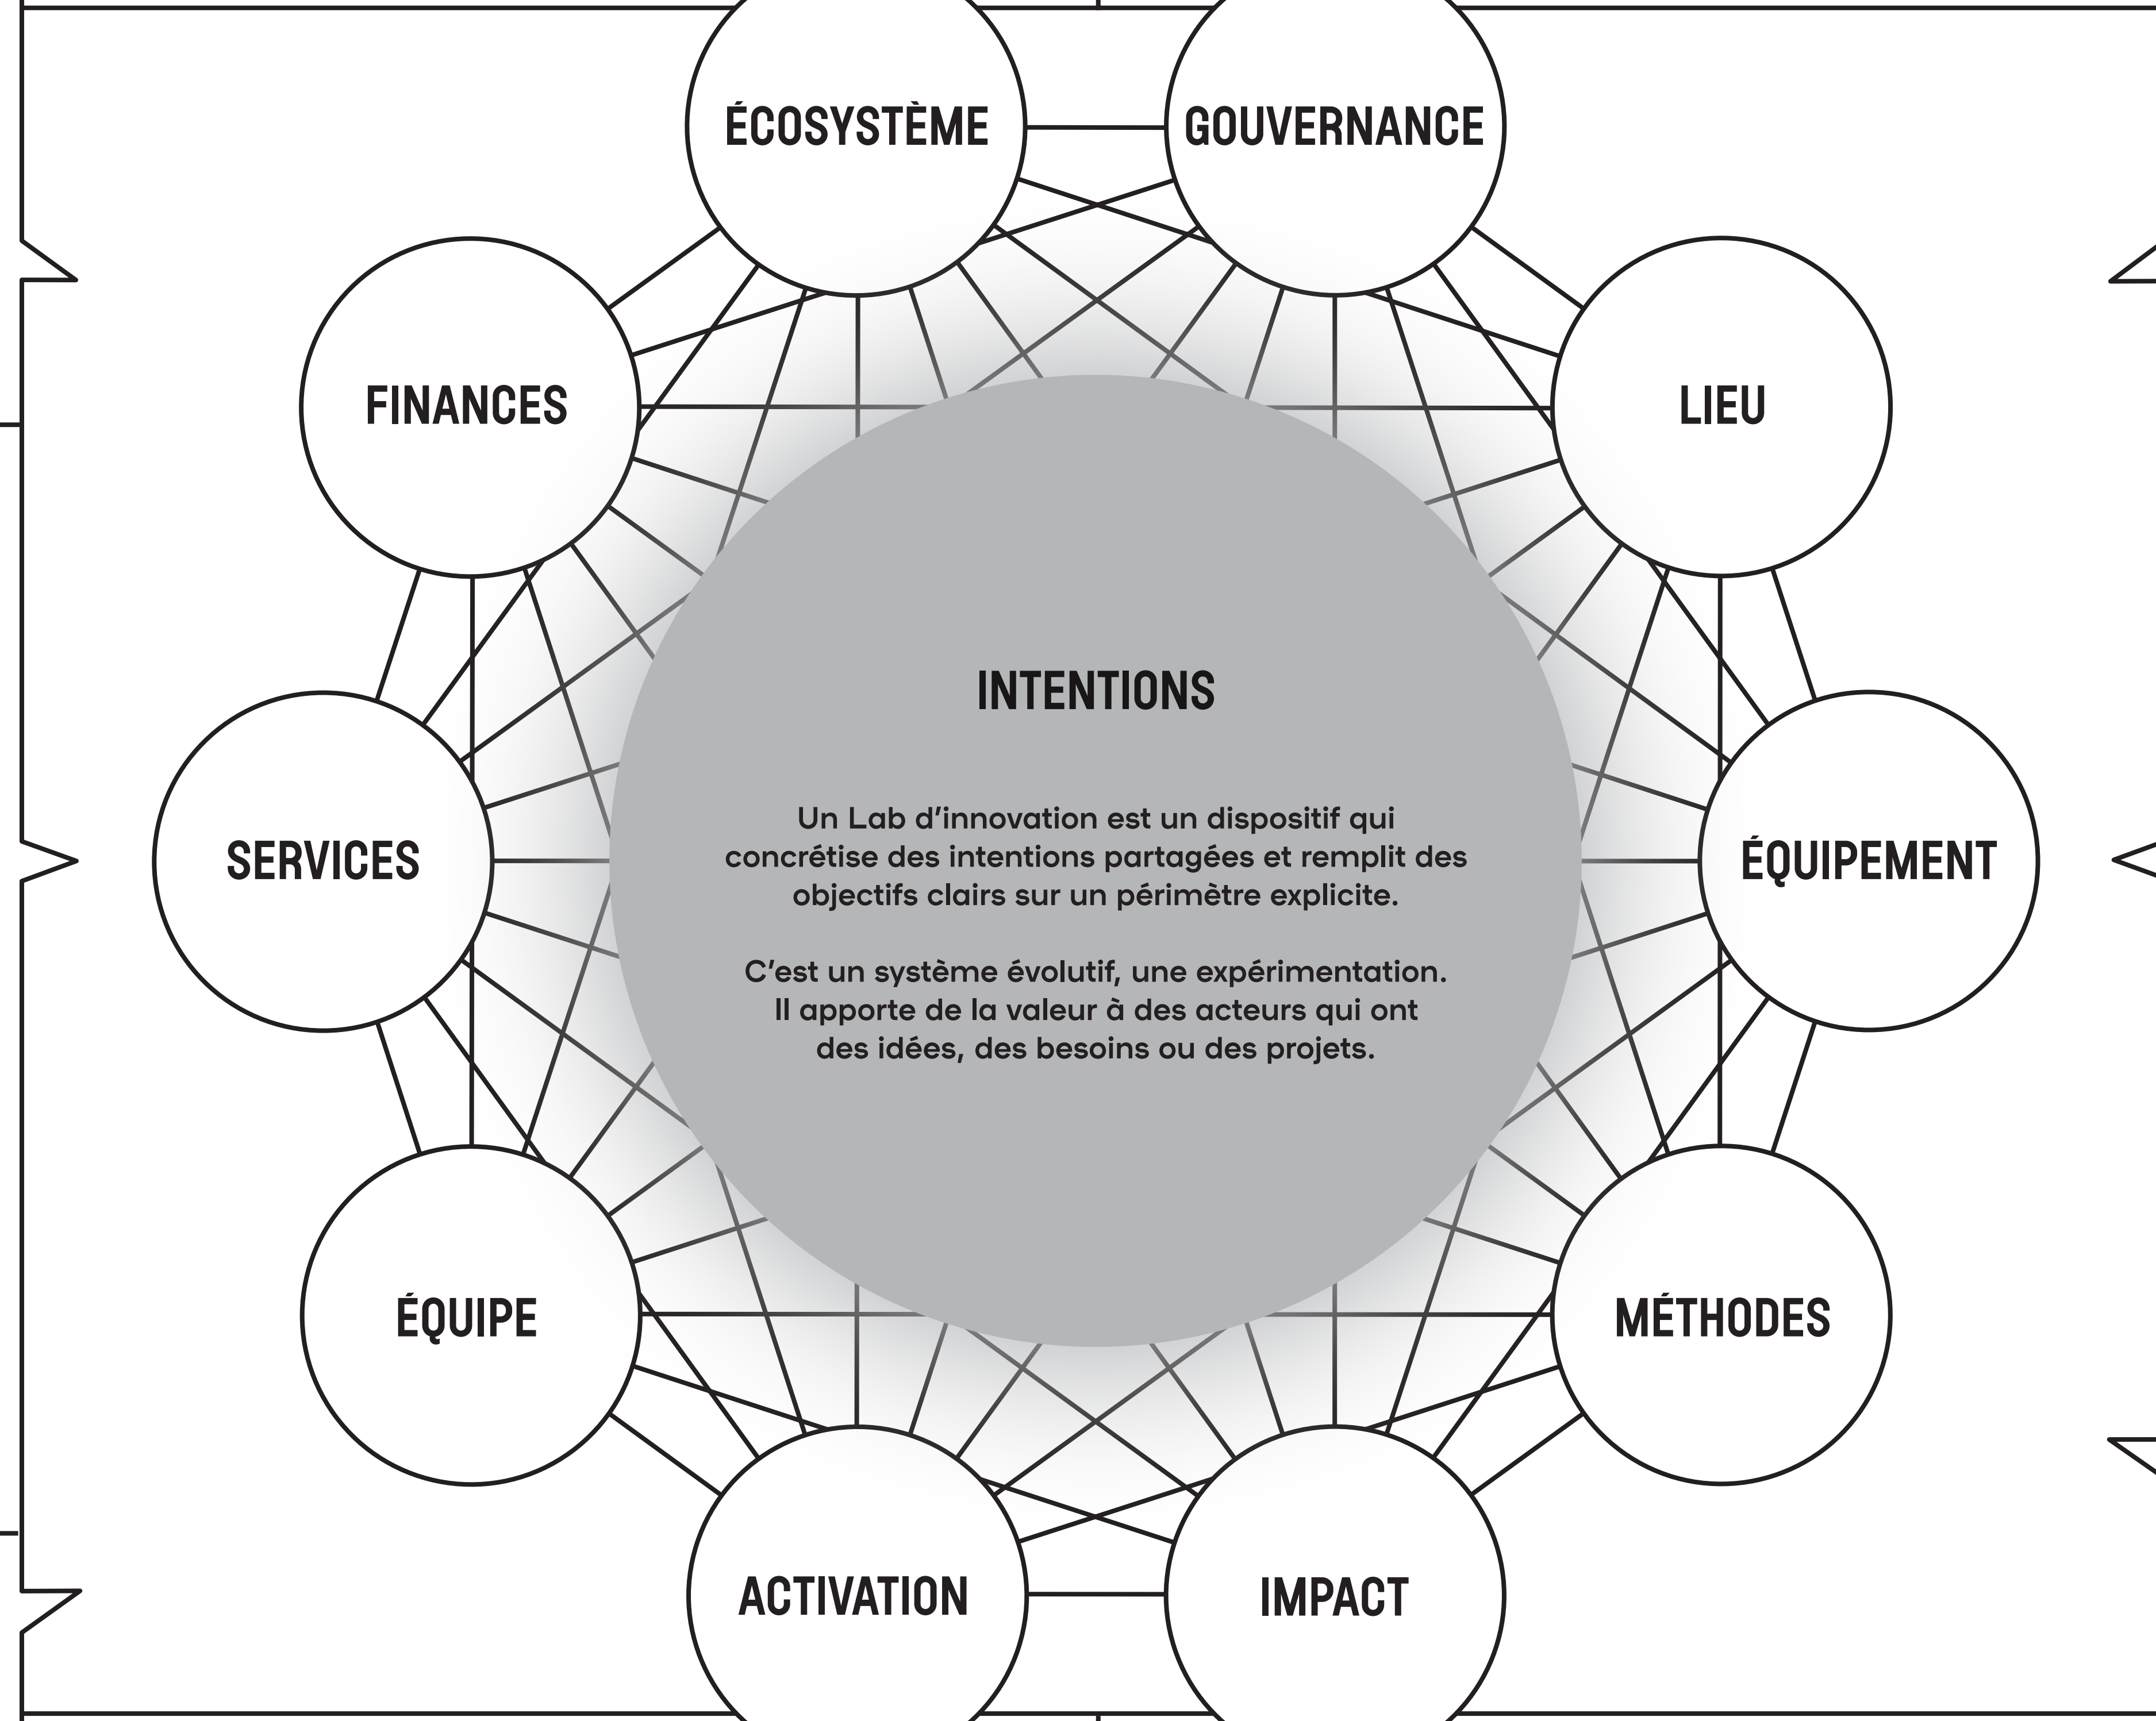 ÉCOSYSTÈME
GOUVERNANCE
FINANCES
LIEU
INTENTIONS
Un Lab d’innovation est un dispositif qui
concrétise des intentions partagées et remplit des
objectifs clairs sur un périmètre explicite.
C’est un système évolutif, une expérimentation.
Il apporte de la valeur à des acteurs qui ont
des idées, des besoins ou des projets.
SERVICES
ÉQUIPEMENT
ÉQUIPE
MÉTHODES
ACTIVATION
IMPACT